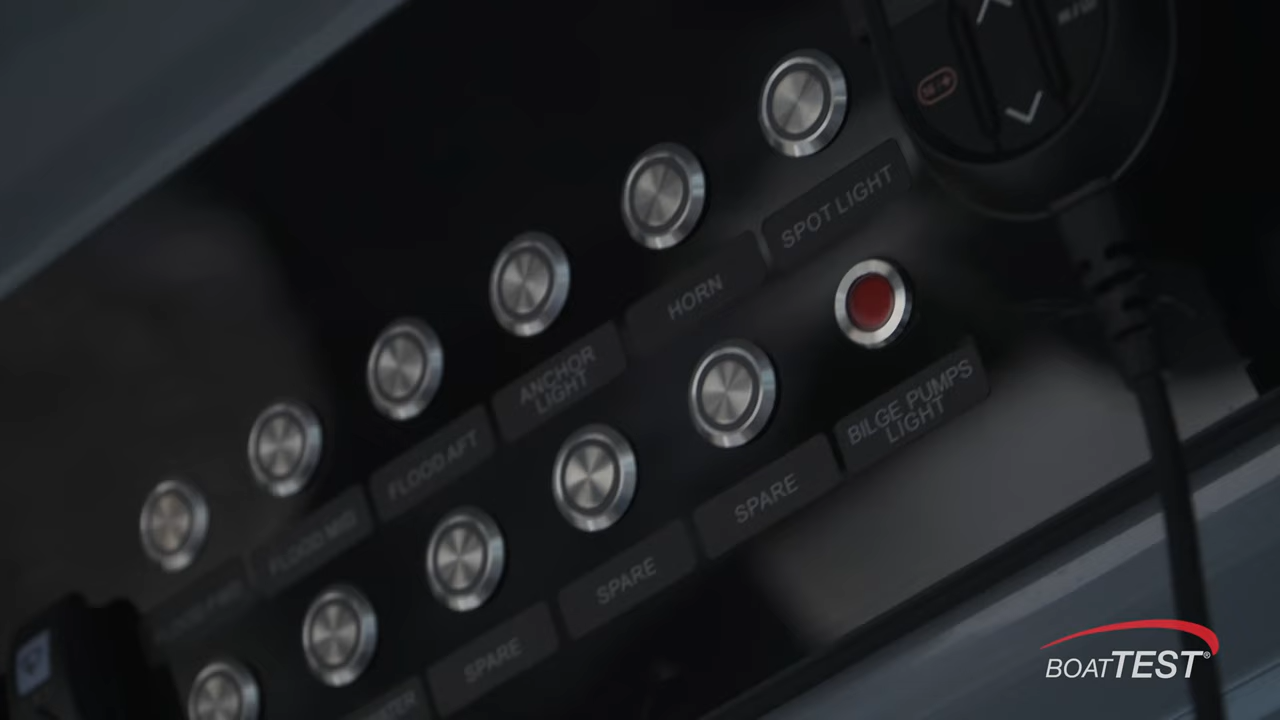 SPOT LIGHT
HORN
ANCHOR
LIGHT
FLOOD AFT
FLOOD MID
BILGE PUMPS
LIGHT
SPARE
SPARE
SPARE
BOATTEST®